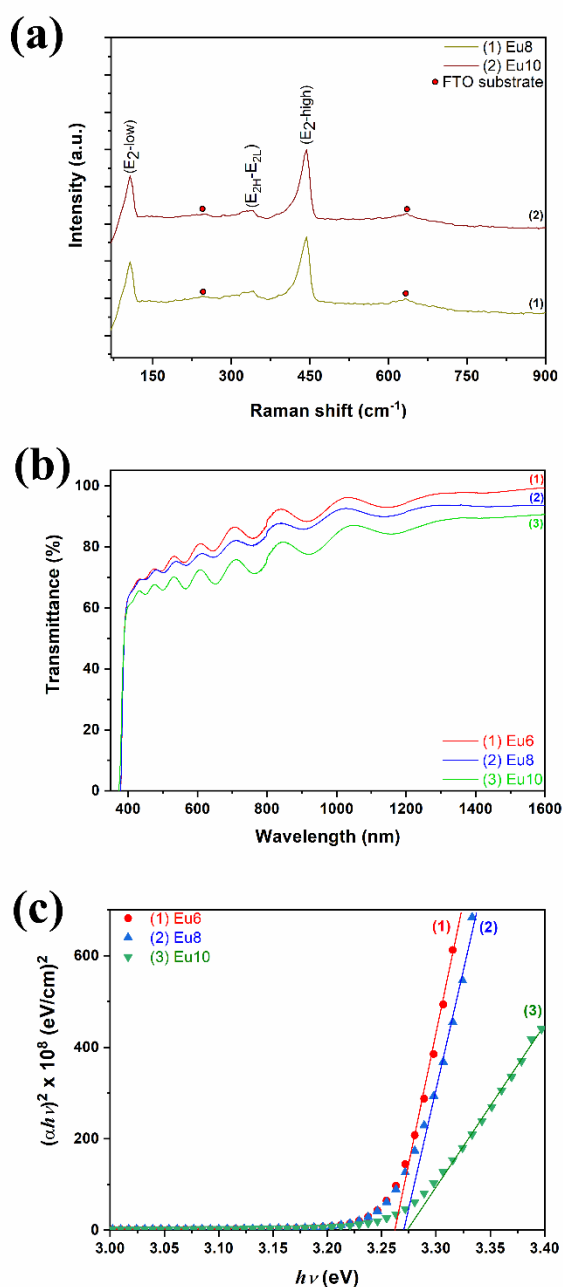 (a)
(1) Eu8
(2) Eu10
FTO substrate
(E2-low)
(E2H-E2L)
(E2-high)
(2)
(1)
Intensity (a.u.)
150 300 450 600 750 900
Raman shift (cm-1)
(b)
100
80
60
40
20
0
Transmittance (%)
(1)
(2)
(3)
(1) Eu6
(2) Eu8
(3) Eu10
400 600 800 1000 1200 1400 1600
Wavelength (nm)
(c)
(1) Eu6
(2) Eu8
(3) Eu10
(1)
(2)
(3)
600
400
200
0
(αhν)2 x 108 (eV/cm)2
3.00 3.05 3.10 3.15 3.20 3.25 3.30 3.35 3.40
hν (eV)